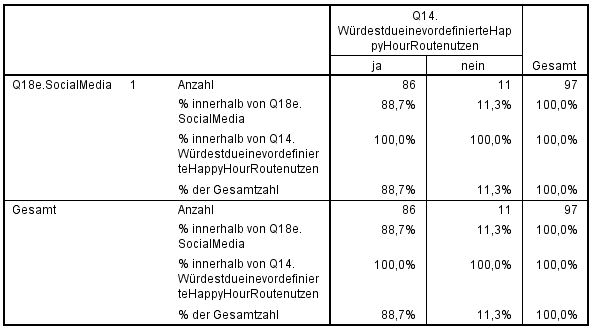 Q14.
WürdestdueinevordefinierteHap
pyHourRoutenutzen
ja nein Gesamt
Q18e.SocialMedia 1 Anzahl 86 11 97
% innerhalb von Q18e.
SocialMedia 88,7% 11,3% 100,0%
% innerhalb von Q14.
Würdestdueinevordefinier
teHappyHourRoutenutzen 100,0% 100,0% 100,0%
% der Gesamtzahl 88,7% 11,3% 100,0%
Gesamt Anzahl 86 11 97
% innerhalb von Q18e.
SocialMedia 88,7% 11,3% 100,0%
% innerhalb von Q14.
Würdestdueinevordefinier
teHappyHourRoutenutzen 100,0% 100,0% 100,0%
% der Gesamtzahl 88,7% 11,3% 100,0%